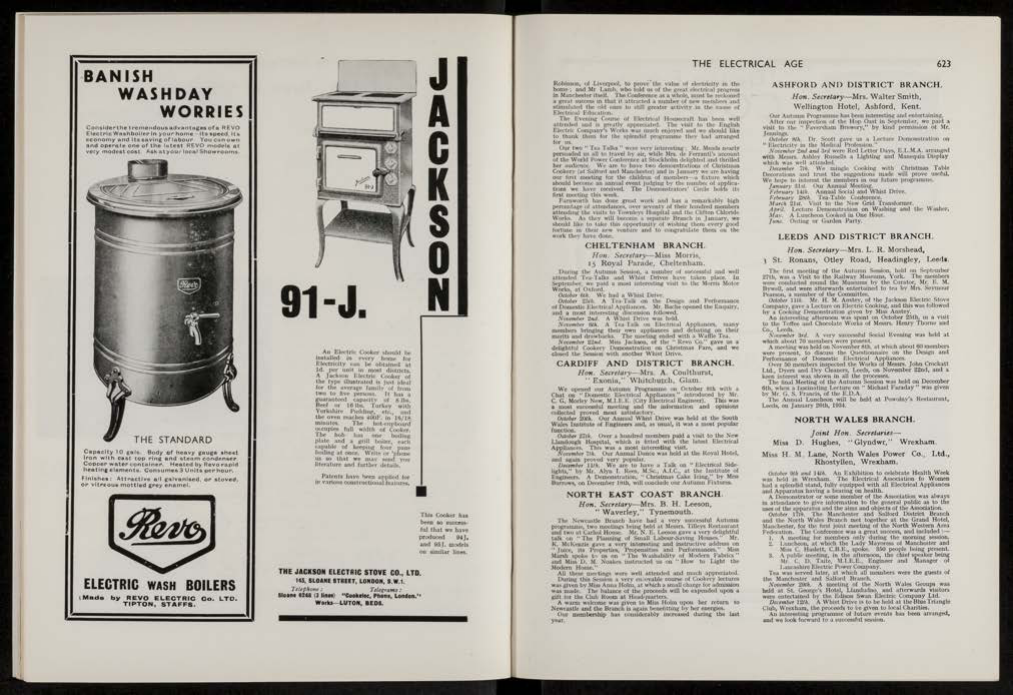 BANISH
WASHDAY
WORRIES
Consider the tremendous advantages of a REVO
Electric Washboiler in your home—its speed, its
economy and its saving of labour. You can own
and operate one of the latest REVO models at
very modest cost. Ask at your local Showrooms.
Revo
THE STANDARD
Capacity 10 gals. Body of heavy gauge sheet
iron with cast top ring and steam condenser.
Copper water container. Heated by Revo rapid
heating elements. Consumes 3 Units per hour.
Finishes: Attractive all galvanised, or stoved,
or vitreous mottled grey enamel.
Revo
ELECTRIC WASH BOILERS
Made by REVO ELECTRIC Co. LTD.
TIPTON, STAFFS.
JACKSON
91-J.
An Electric Cooker should be
installed in every home for
Electricity can be obtained at
1d. per unit in most districts.
A Jackson Electric Cooker of
the type illustrated is just ideal
for the average family of from
two to five persons. It has a
guaranteed capacity of 8 lbs.
Beef or 18 lbs. Turkey with
Yorkshire Pudding, etc., and
the oven reaches 400F. in 18/18
minutes. The hot-cupboard
occupies full width of Cooker.
The hob has one boiling
plate and a grill boiler, each
capable of keeping four pans
boiling at once. Write or 'phone
us so that we may send you
literature and further details.
Patents have been applied for
in various constructional features.
This Cooker has
been so success-
ful that we have
produced
models
on similar lines.
THE JACKSON ELECTRIC STOVE CO., LTD.
143, SLOANE STREET, LONDON, S.W.1.
Telephone: Telegrams:
Sloane (2 lines) "Cooketar, Phone, London."
Works—LUTON, BEDS.
THE ELECTRICAL AGE 623
Robinson, of Liverpool, to prove the value of electricity in the
home; and Mr. Lamb, who told us of the great electrical progress
in Manchester itself. The Conference as a whole, must be reckoned
a great success in that it attracted a number of new members and
stimulated the old ones to still greater activity in the cause of
Electrical Education.
The Evening Course of Electrical Housecraft has been well
attended and is greatly appreciated. The visit to the English
Electric Company's Works was much enjoyed and we should like
to thank them for the splendid programme they had arranged
for us.
Our two "Tea Talks" were very interesting: Mr. Meads nearly
persuaded us all to travel by air, while Mrs. de Ferranti's account
of the World Power Conference at Stockholm delighted and thrilled
her audience. We are to have two demonstrations of Christmas
Cookery (at Salford and Manchester) and in January we are having
our first meeting for the children of members—a fixture which
should become an annual event judging by the number of applica-
tions we have received. The Demonstrators' Circle holds its
first meeting this week.
Farnworth has done great work and has a remarkably high
percentage of attendances, over seventy of their hundred members
attending the visits to Townleys Hospital and the Clifton Chloride
Works. As they will become a separate Branch in January, we
should like to take this opportunity of wishing them every good
fortune in their new venture and to congratulate them on the
work they have done.
CHELTENHAM BRANCH.
Hon. Secretary—Miss Morris,
15 Royal Parade, Cheltenham.
During the Autumn Session, a number of successful and well
attended Tea-Talks and Whist Drives have taken place. In
September, we paid a most interesting visit to the Morris Motor
Works, at Oxford.
October 8th. We had a Whist Drive.
October 25th. A Tea-Talk on the Design and Performance
of Domestic Electrical Appliances. Mr. Bache opened the Enquiry,
and a most interesting discussion followed.
November 2nd. A Whist Drive was held.
November 8th. A Tea-Talk on Electrical Appliances, many
members bringing their own appliances and debating on their
merits and drawbacks. The meeting ended with a Waffle Tea.
November 22nd. Miss Jackson, of the "Revo Co." gave us a
delightful Cookery Demonstration on Christmas Fare, and we
closed the Session with another Whist Drive.
CARDIFF AND DISTRICT BRANCH.
Hon. Secretary—Mrs. A. Coulthurst,
"Exonia," Whitchurch, Glam.
We opened our Autumn Programme on October 6th with a
Chat on "Domestic Electrical Appliances" introduced by Mr.
C. G. Morley New, M.I.E.E. (City Electrical Engineer). This was
a most successful meeting and the information and opinions
collected proved most satisfactory.
October 20th. Our Annual Whist Drive was held at the South
Wales Institute of Engineers and, as usual, it was a most popular
function.
October 27th. Over a hundred members paid a visit to the New
Llandough Hospital, which is fitted with the latest Electrical
Appliances. This was a most interesting visit.
November 7th. Our Annual Dance was held at the Royal Hotel,
and again proved very popular.
December 11th. We are to have a Talk on "Electrical Side-
lights," by Mr. Alyn I. Rees, M.Sc., A.I.C., at the Institute of
Engineers. A Demonstration, "Christmas Cake Icing," by Miss
Burrows, on December 19th, will conclude our Autumn Fixtures.
NORTH EAST COAST BRANCH.
Hon. Secretary—Mrs. B. H. Leeson,
"Waverley," Tynemouth.
The Newcastle Branch have had a very successful Autumn
programme, two meetings being held at Messrs. Tilleys Restaurant
and two at Carliol House. Mr. N. E. Leeson gave a very delightful
talk on "The Planning of Small Labour-Saving Houses." Mr.
K. McKenzie gave a very interesting and instructive address on
"Juice, its Properties, Propensities and Performances," Miss
Marsh spoke to us on "The Washability of Modern Fabrics"
and Miss D. M. Noakes instructed us on "How to Light the
Modern Home."
All these meetings were well attended and much appreciated.
During this Session a very successful course of Cookery lectures
was given by Miss Anna Holm, at which a small charge for admission
was made. The balance of the proceeds will be expended upon a
gift for the Club Room at Headquarters.
A warm welcome was given to Miss Holm upon her return to
Newcastle and the Branch is again benefitting by her energies.
Our membership has considerably increased during the last
year.
ASHFORD AND DISTRICT BRANCH.
Hon. Secretary—Mrs. Walter Smith,
Wellington Hotel, Ashford, Kent.
Our Autumn Programme has been interesting and entertaining.
After our inspection of the Hop Oast in September, we paid a
visit to the "Faversham Brewery," by kind permission of Mr.
Jennings.
October 9th. Dr. Scott gave us a Lecture Demonstration on
"Electricity in the Medical Profession."
November 2nd and 3rd were Red Letter Days, E.L.M.A. arranged
with Messrs. Ashley Russells a Lighting and Manequin Display
which was well attended.
December 7th. We mingle Cooking with Christmas Table
Decorations and trust the suggestions made will prove useful.
We hope to interest the members in our future programme.
January 31st. Our Annual Meeting.
February 14th. Annual Social and Whist Drive.
February 28th. Tea-Table Conference.
March 21st. Visit to the New Grid Transformer.
April. Lecture Demonstration on Washing and the Washer.
May. A Luncheon Cooked in One Hour.
June. Outing or Garden Party.
LEEDS AND DISTRICT BRANCH.
Hon. Secretary—Mrs. L. R. Morshead,
3 St. Ronans, Otley Road, Headingley, Leeds.
The first meeting of the Autumn Session, held on September
27th, was a Visit to the Railway Museum, York. The members
were conducted round the Museum by the Curator, Mr. E. M.
Bywell, and were afterwards entertained to tea by Mrs. Seymour
Pearson, a number of the Committee.
October 11th. Mr. H. M. Anstey, of the Jackson Electric Stove
Company, gave a Lecture on Electric Cooking, and this was followed
by a Cooking Demonstration given by Miss Anstey.
An interesting afternoon was spent on October 25th, in a visit
to the Toffee and Chocolate Works of Messrs. Henry Thorne and
Co., Leeds.
November 3rd. A very successful Social Evening was held at
which about 70 members were present.
A meeting was held on November 8th, at which about 60 members
were present, to discuss the Questionnaire on the Design and
Performance of Domestic Electrical Appliances.
Over 50 members inspected the Works of Messrs. John Crockatt
Ltd., Dyers and Dry Cleaners, Leeds, on November 22nd, and a
keen interest was shown in all the processes.
The final Meeting of the Autumn Session was held on December
6th, when a fascinating Lecture on "Michael Faraday" was given
by Mr. G. S. Francis, of the E.D.A.
The Annual Luncheon will be held at Powolny's Restaurant,
Leeds, on January 26th, 1934.
NORTH WALES BRANCH.
Joint Hon. Secretaries—
Miss D. Hughes, "Glyndwr," Wrexham.
Miss H. M. Lane, North Wales Power Co., Ltd.,
Rhostyllen, Wrexham.
October 9th and 14th. An Exhibition to celebrate Health Week
was held in Wrexham. The Electrical Association fo Women
had a splendid stand, fully equipped with all Electrical Appliances
and Apparatus having a bearing on health.
A Demonstrator or some member of the Association was always
in attendance to give information to the general public as to the
uses of the apparatus and the aims and objects of the Association.
October 17th. The Manchester and Salford District Branch
and the North Wales Branch met together at the Grand Hotel,
Manchester, for the first joint meeting of the North Western Area
Federation. The Conference was a great success, and included:—
1. A meeting for members only during the morning session.
2. Luncheon, at which the Lady Mayoress of Manchester and
Miss C. Haslett, C.B.E., spoke. 350 people being present.
3. A public meeting, in the afternoon, the chief speaker being
Mr. C. D. Taite, M.I.E.E., Engineer and Manager of
Lancashire Electric Power Company.
Tea was served later, at which all members were the guests of
the Manchester and Salford Branch.
November 29th. A meeting of the North Wales Groups was
held at St. George's Hotel, Llandudno, and afterwards visitors
were entertained by the Edison Swan Electric Company Ltd.
December 12th. A Whist Drive is to be held at the Blue Triangle
Club, Wrexham, the proceeds to be given to local Charities.
An interesting programme of future events has been arranged,
and we look forward to a successful session.